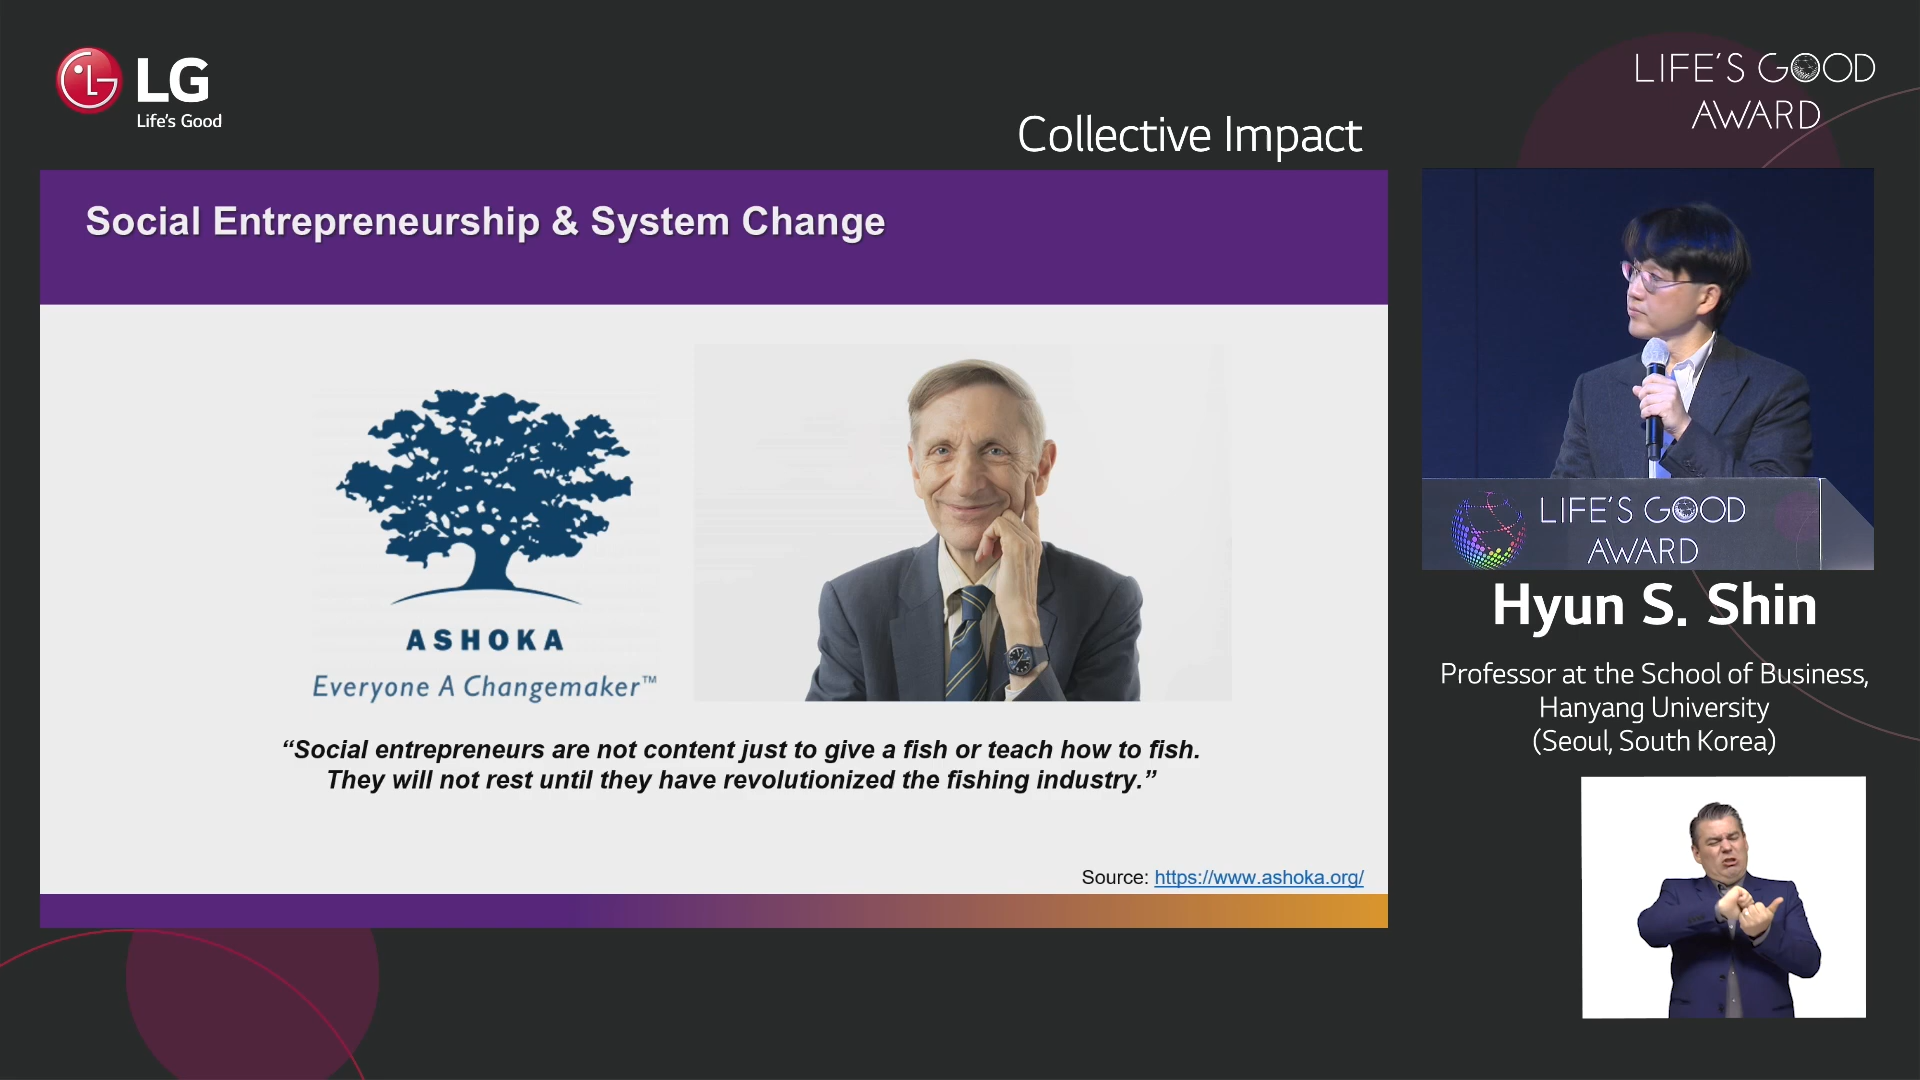 LG
Life's Good
LIFE'S GOOD
AWARD
Collective Impact
Social Entrepreneurship & System Change
ASHOKA
Everyone A Changemaker™
“Social entrepreneurs are not content just to give a fish or teach how to fish.
They will not rest until they have revolutionized the fishing industry.”
Source: https://www.ashoka.org/
LIFE'S GOOD
AWARD
Hyun S. Shin
Professor at the School of Business,
Hanyang University
(Seoul, South Korea)